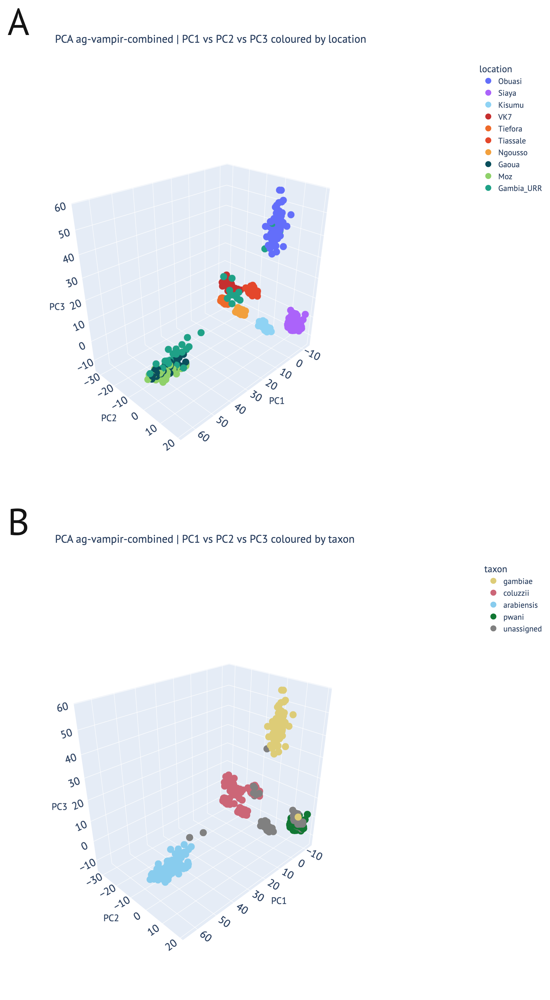 A
PCA ag-vampir-combined | PC1 vs PC2 vs PC3 coloured by location
location
Obuasi
Siaya
Kisumu
VK7
Tiefora
Tiassale
Ngousso
Gaoua
Moz
Gambia_URR
60
50
40
30
PC3 20
10
0
−10
−30
−20
−10
0
10
20
PC2
−10
0
10
20
30
40
50
60
PC1
B
PCA ag-vampir-combined | PC1 vs PC2 vs PC3 coloured by taxon
taxon
gambiae
coluzzii
arabiensis
pwani
unassigned
60
50
40
30
PC3 20
10
0
−10
−30
−20
−10
0
10
20
PC2
−10
0
10
20
30
40
50
60
PC1